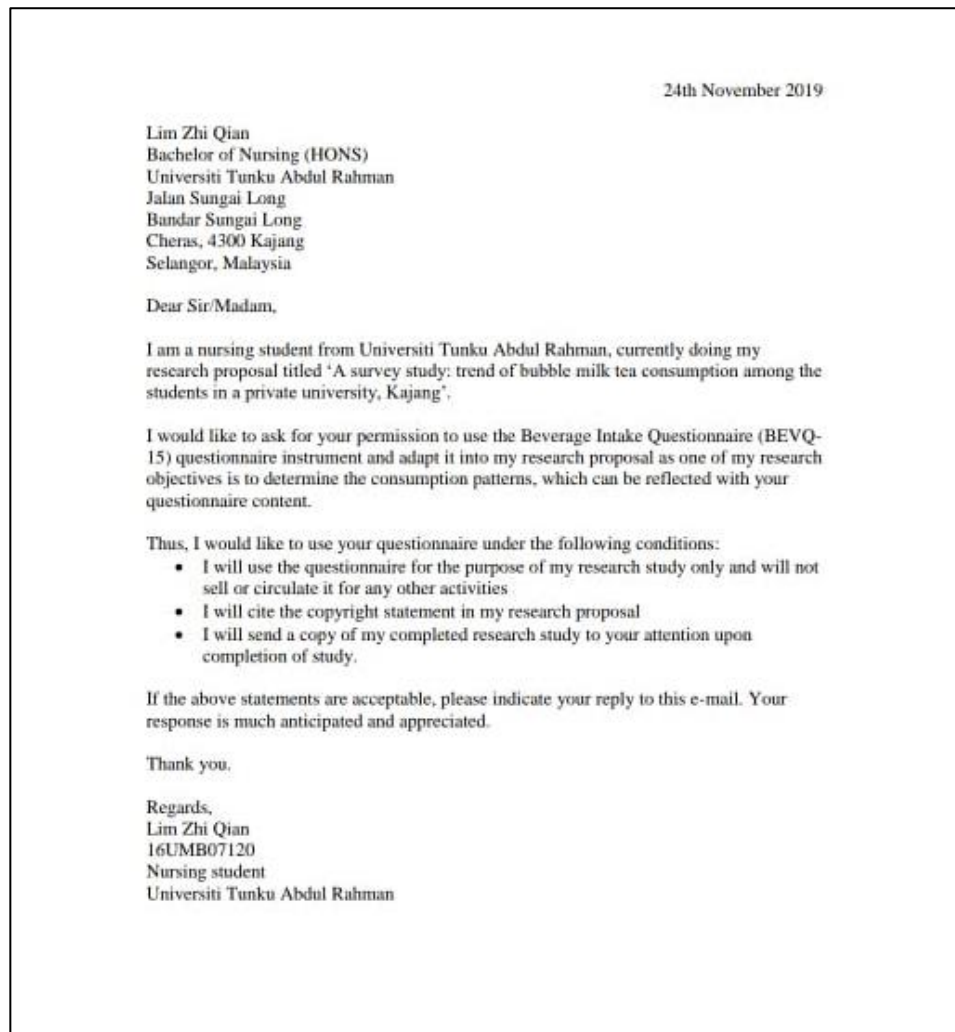 24th November 2019
Lim Zhi Qian
Bachelor of Nursing (HONS)
Universiti Tunku Abdul Rahman
Jalan Sungai Long
Bandar Sungai Long
Cheras, 4300 Kajang
Selangor, Malaysia
Dear Sir/Madam,
I am a nursing student from Universiti Tunku Abdul Rahman, currently doing my
research proposal titled ‘A survey study: trend of bubble milk tea consumption among the
students in a private university, Kajang’.
I would like to ask for your permission to use the Beverage Intake Questionnaire (BEVQ-
15) questionnaire instrument and adapt it into my research proposal as one of my research
objectives is to determine the consumption patterns, which can be reflected with your
questionnaire content.
Thus, I would like to use your questionnaire under the following conditions:
• I will use the questionnaire for the purpose of my research study only and will not
sell or circulate it for any other activities
• I will cite the copyright statement in my research proposal
• I will send a copy of my completed research study to your attention upon
completion of study.
If the above statements are acceptable, please indicate your reply to this e-mail. Your
response is much anticipated and appreciated.
Thank you.
Regards,
Lim Zhi Qian
16UMB07120
Nursing student
Universiti Tunku Abdul Rahman